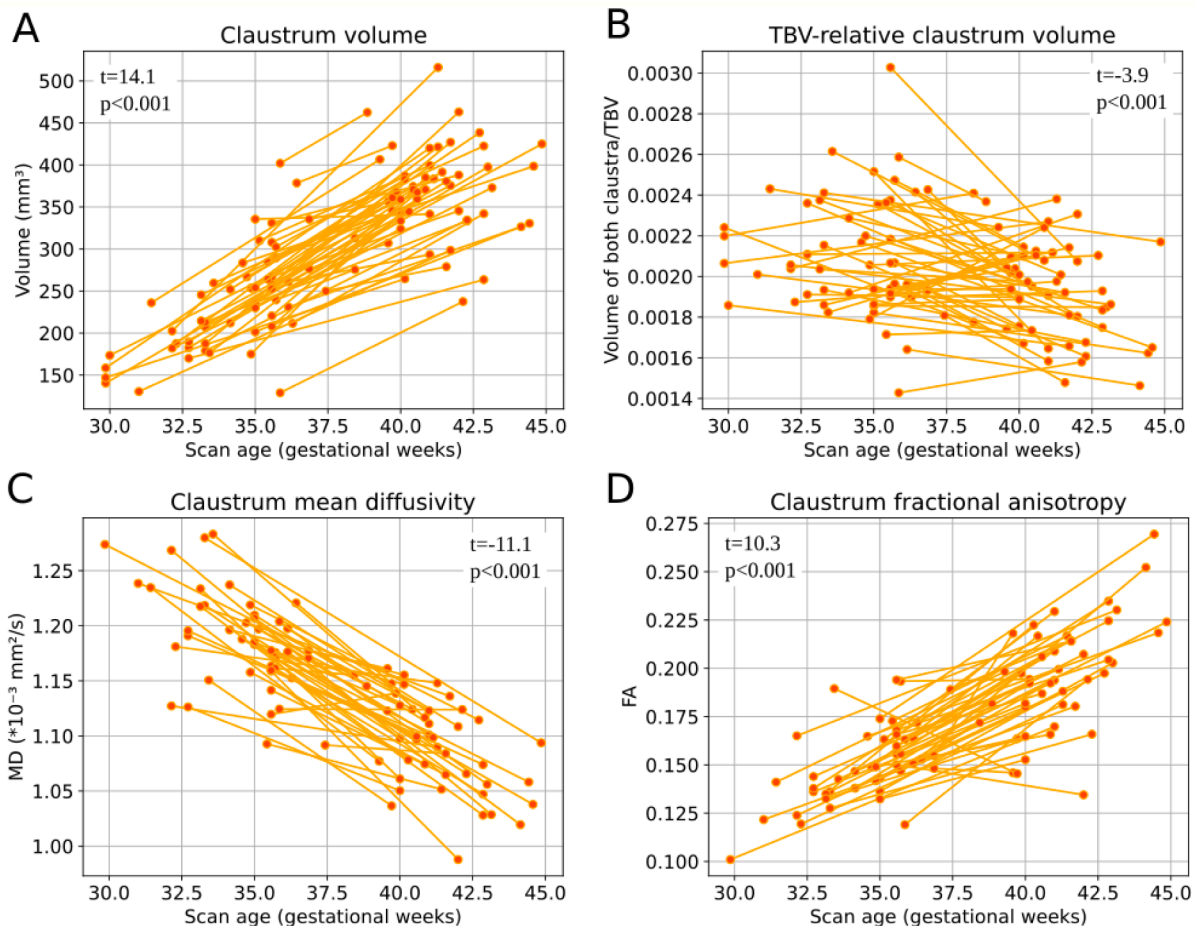 A
Claustrum volume
t=14.1
p<0.001
500
450
400
350
300
250
200
150
Volume (mm³)
30.0 32.5 35.0 37.5 40.0 42.5 45.0
Scan age (gestational weeks)
B
TBV-relative claustrum volume
t=-3.9
p<0.001
0.0030
0.0028
0.0026
0.0024
0.0022
0.0020
0.0018
0.0016
0.0014
Volume of both claustra/TBV
30.0 32.5 35.0 37.5 40.0 42.5 45.0
Scan age (gestational weeks)
C
Claustrum mean diffusivity
t=-11.1
p<0.001
1.25
1.20
1.15
1.10
1.05
1.00
MD (*10⁻³ mm²/s)
30.0 32.5 35.0 37.5 40.0 42.5 45.0
Scan age (gestational weeks)
D
Claustrum fractional anisotropy
t=10.3
p<0.001
0.275
0.250
0.225
0.200
0.175
0.150
0.125
0.100
FA
30.0 32.5 35.0 37.5 40.0 42.5 45.0
Scan age (gestational weeks)